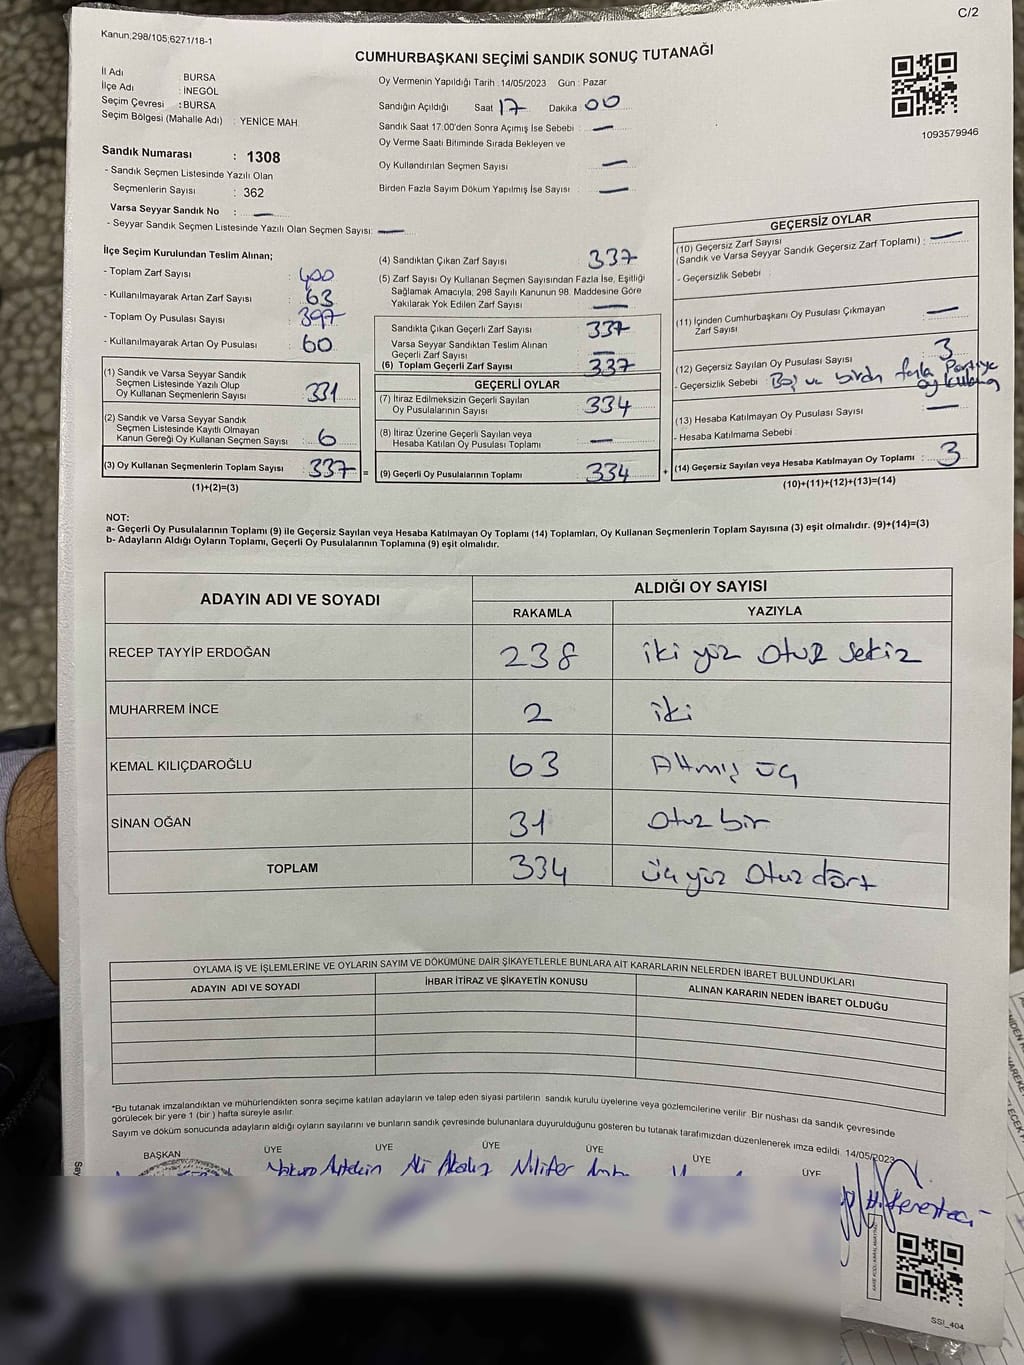 C/2
Kanun;298/105;6271/18-1
CUMHURBAŞKANI SEÇİMİ SANDIK SONUÇ TUTANAĞI
İl Adı : BURSA
İlçe Adı : İNEGÖL
Seçim Çevresi : BURSA
Seçim Bölgesi (Mahalle Adı) : YENİCE MAH.
Oy Vermenin Yapıldığı Tarih : 14/05/2023 Gün : Pazar
Sandığın Açıldığı Saat 17 Dakika 00
Sandık Saat 17:00'den Sonra Açımış İse Sebebi : —
Oy Verme Saati Bitiminde Sırada Bekleyen ve
Oy Kullandırılan Seçmen Sayısı : —
Birden Fazla Sayım Döküm Yapılmış İse Sayısı : —
1093579946
Sandık Numarası : 1308
- Sandık Seçmen Listesinde Yazılı Olan
Seçmenlerin Sayısı : 362
Varsa Seyyar Sandık No : —
- Seyyar Sandık Seçmen Listesinde Yazılı Olan Seçmen Sayısı: —
İlçe Seçim Kurulundan Teslim Alınan;
- Toplam Zarf Sayısı : 400
- Kullanılmayarak Artan Zarf Sayısı : 63
- Toplam Oy Pusulası Sayısı : 397
- Kullanılmayarak Artan Oy Pusulası : 60
(1) Sandık ve Varsa Seyyar Sandık
Seçmen Listesinde Yazılı Olup
Oy Kullanan Seçmenlerin Sayısı : 331
(2) Sandık ve Varsa Seyyar Sandık
Seçmen Listesinde Kayıtlı Olmayan
Kanun Gereği Oy Kullanan Seçmen Sayısı : 6
(3) Oy Kullanan Seçmenlerin Toplam Sayısı : 337 =
(1)+(2)=(3)
(4) Sandıktan Çıkan Zarf Sayısı : 337
(5) Zarf Sayısı Oy Kullanan Seçmen Sayısından Fazla İse, Eşitliği
Sağlamak Amacıyla; 298 Sayılı Kanunun 98. Maddesine Göre
Yakılarak Yok Edilen Zarf Sayısı : —
Sandıkta Çıkan Geçerli Zarf Sayısı : 337
Varsa Seyyar Sandıktan Teslim Alınan
Geçerli Zarf Sayısı : —
(6) Toplam Geçerli Zarf Sayısı : 337
GEÇERLİ OYLAR
(7) İtiraz Edilmeksizin Geçerli Sayılan
Oy Pusulalarının Sayısı : 334
(8) İtiraz Üzerine Geçerli Sayılan veya
Hesaba Katılan Oy Pusulası Toplamı : —
(9) Geçerli Oy Pusulalarının Toplamı : 334 +
GEÇERSİZ OYLAR
(10) Geçersiz Zarf Sayısı
(Sandık ve Varsa Seyyar Sandık Geçersiz Zarf Toplamı) : —
- Geçersizlik Sebebi :
(11) İçinden Cumhurbaşkanı Oy Pusulası Çıkmayan
Zarf Sayısı : —
(12) Geçersiz Sayılan Oy Pusulası Sayısı : 3
- Geçersizlik Sebebi : Boş ve birden fazla Partiye
(13) Hesaba Katılmayan Oy Pusulası Sayısı : —
- Hesaba Katılmama Sebebi :
(14) Geçersiz Sayılan veya Hesaba Katılmayan Oy Toplamı : 3
(10)+(11)+(12)+(13)=(14)
NOT:
a- Geçerli Oy Pusulalarının Toplamı (9) ile Geçersiz Sayılan veya Hesaba Katılmayan Oy Toplamı (14) Toplamları, Oy Kullanan Seçmenlerin Toplam Sayısına (3) eşit olmalıdır. (9)+(14)=(3)
b- Adayların Aldığı Oyların Toplamı, Geçerli Oy Pusulalarının Toplamına (9) eşit olmalıdır.
ADAYIN ADI VE SOYADI
ALDIĞI OY SAYISI
RAKAMLA YAZIYLA
RECEP TAYYİP ERDOĞAN 238 iki yüz Otuz Sekiz
MUHARREM İNCE 2 iki
KEMAL KILIÇDAROĞLU 63 Altmış üç
SİNAN OĞAN 31 Otuz bir
TOPLAM 334 üç yüz Otuz dört
OYLAMA İŞ VE İŞLEMLERİNE VE OYLARIN SAYIM VE DÖKÜMÜNE DAİR ŞİKAYETLERLE BUNLARA AİT KARARLARIN NELERDEN İBARET BULUNDUKLARI
ADAYIN ADI VE SOYADI İHBAR İTİRAZ VE ŞİKAYETİN KONUSU ALINAN KARARIN NEDEN İBARET OLDUĞU
*Bu tutanak imzalandıktan ve mühürlendikten sonra seçime katılan adayların ve talep eden siyasi partilerin sandık kurulu üyelerine veya gözlemcilerine verilir. Bir nüshası da sandık çevresinde
görülecek bir yere 1 (bir) hafta süreyle asılır.
Sayım ve döküm sonucunda adayların aldığı oyların sayılarını ve bunların sandık çevresinde bulunanlara duyurulduğunu gösteren bu tutanak tarafımızdan düzenlenerek imza edildi. 14/05/2023
BAŞKAN ÜYE ÜYE ÜYE ÜYE ÜYE ÜYE
Ali Nilifer
SSİ_404